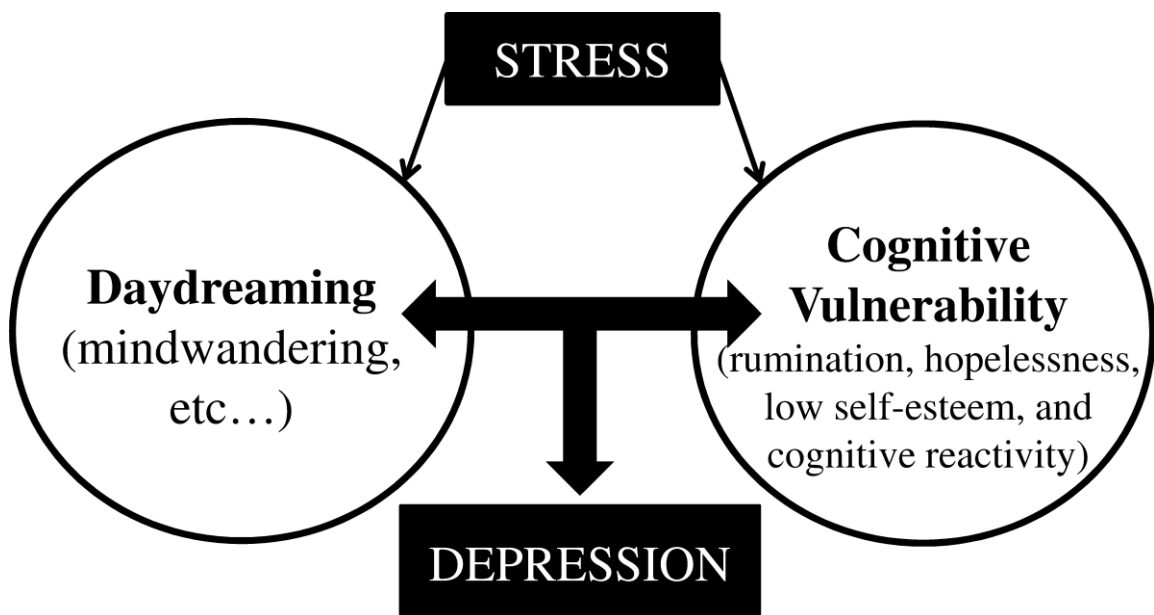 STRESS
Daydreaming
(mindwandering,
etc…)
Cognitive
Vulnerability
(rumination, hopelessness,
low self-esteem, and
cognitive reactivity)
DEPRESSION